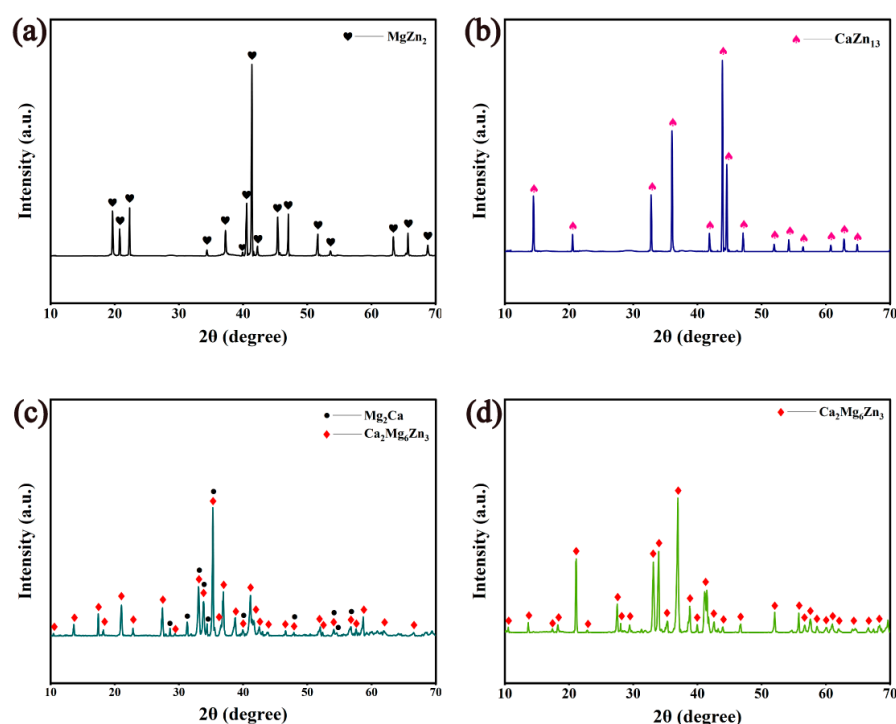 (a)
♥ MgZn₂
Intensity (a.u.)
10 20 30 40 50 60 70
2θ (degree)
(b)
♠ CaZn₁₃
Intensity (a.u.)
10 20 30 40 50 60 70
2θ (degree)
(c)
● Mg₂Ca
♦ Ca₂Mg₆Zn₃
Intensity (a.u.)
10 20 30 40 50 60 70
2θ (degree)
(d)
♦ Ca₂Mg₆Zn₃
Intensity (a.u.)
10 20 30 40 50 60 70
2θ (degree)